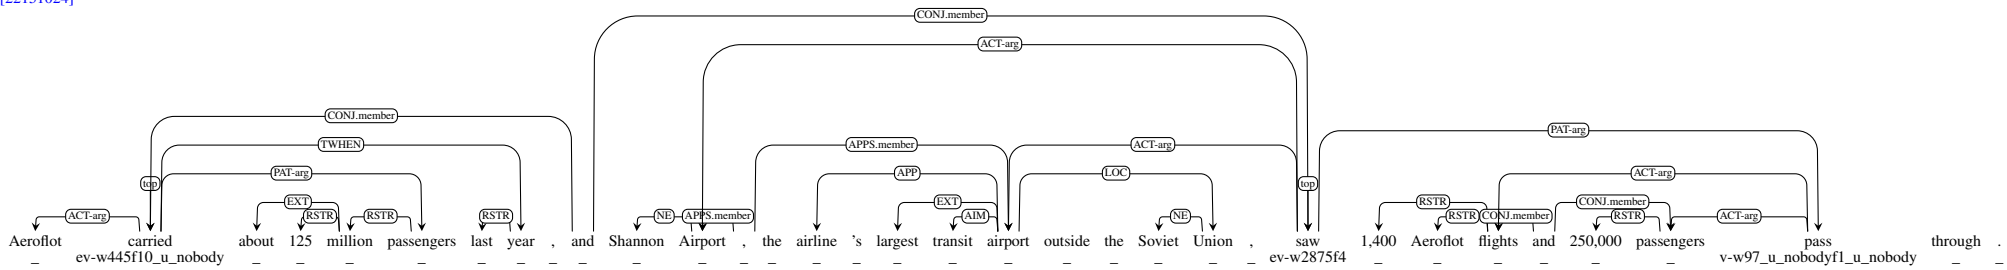 [22151024]
CONJ.member
ACT-arg
CONJ.member
PAT-arg
TWHEN
APPS.member
ACT-arg
PAT-arg
APP
LOC
ACT-arg
top
top
EXT
EXT
RSTR
CONJ.member
ACT-arg
RSTR
RSTR
RSTR
NE
APPS.member
AIM
NE
RSTR
CONJ.member
RSTR
ACT-arg
Aeroflot carried about 125 million passengers last year , and Shannon Airport , the airline 's largest transit airport outside the Soviet Union , saw 1,400 Aeroflot flights and 250,000 passengers pass through .
_ ev-w445f10_u_nobody _ _ _ _ _ _ _ _ _ _ _ _ _ _ _ _ _ _ _ _ _ _ ev-w2875f4 _ _ _ _ _ _ v-w97_u_nobodyf1_u_nobody _ _